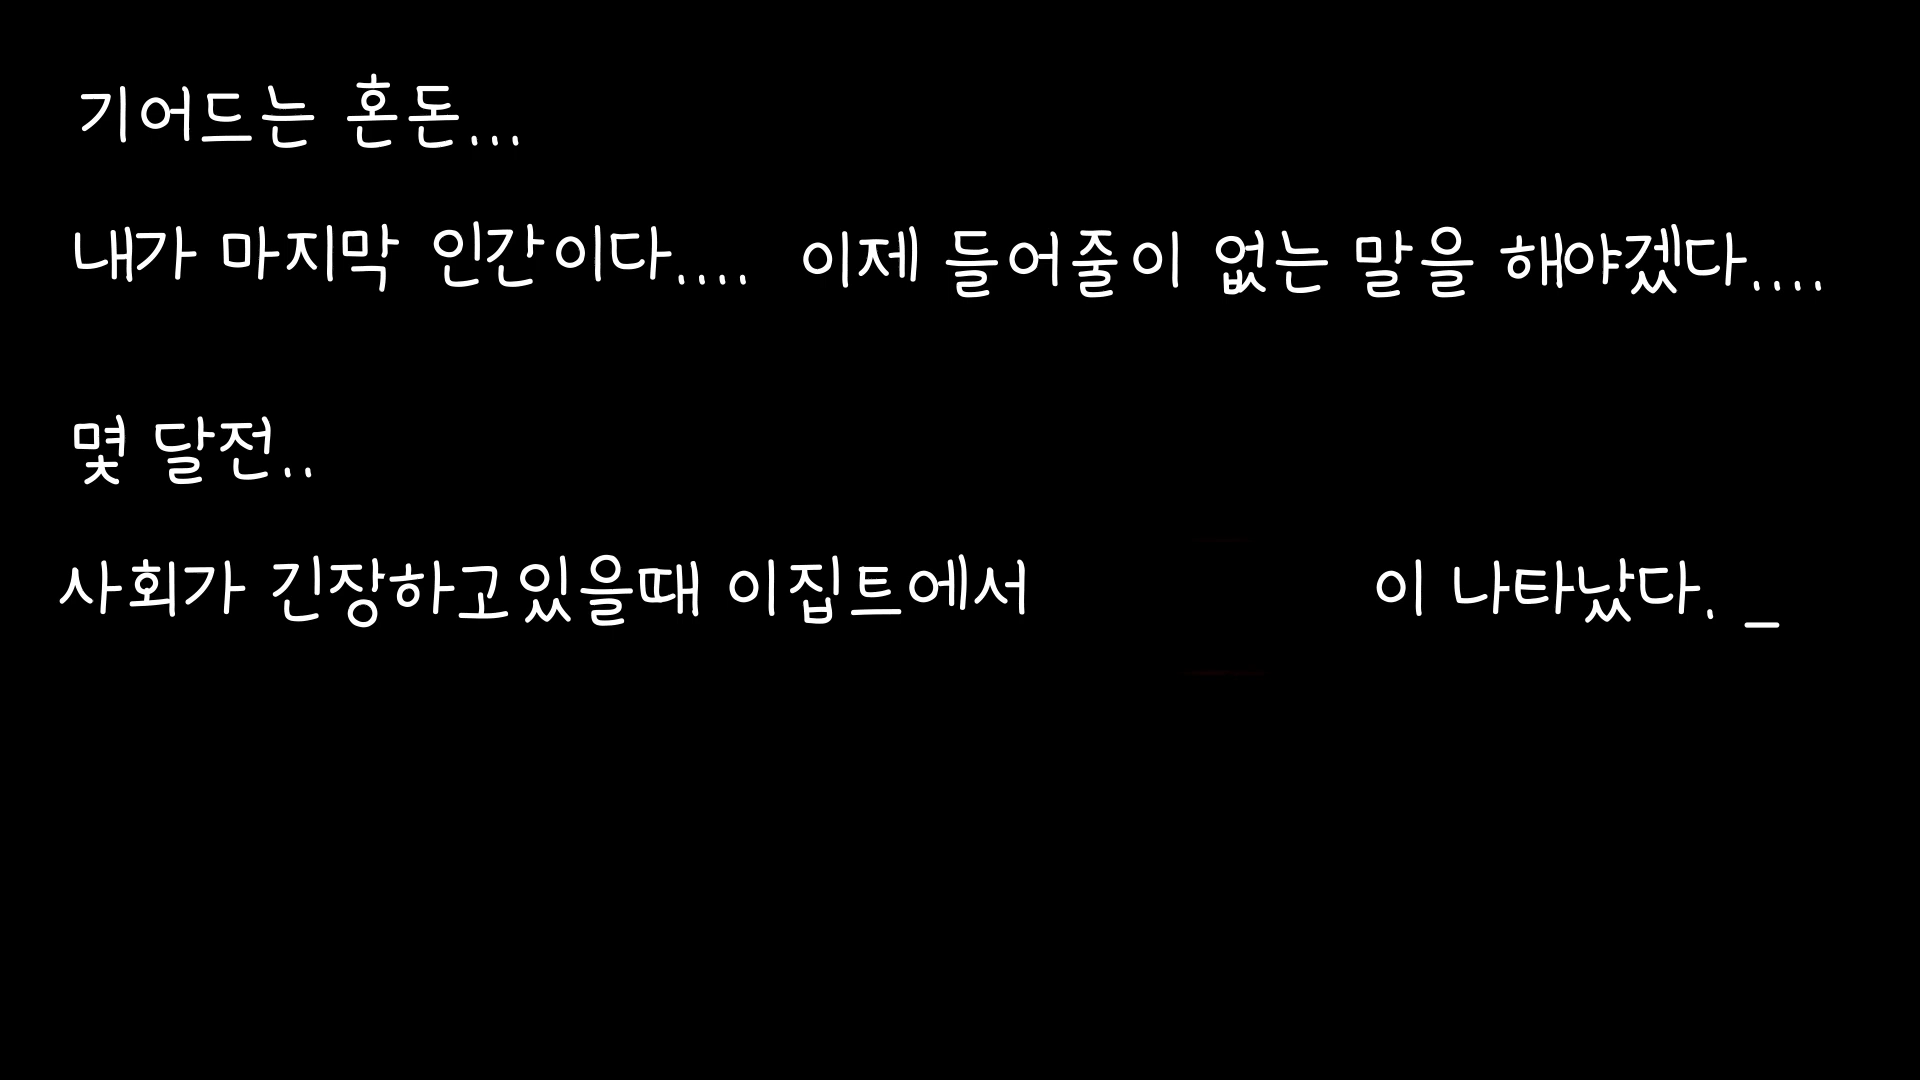 기어드는 혼돈...
내가 마지막 인간이다.... 이제 들어줄이 없는 말을 해야겠다....
몇 달전..
사회가 긴장하고있을때 이집트에서 이 나타났다. _